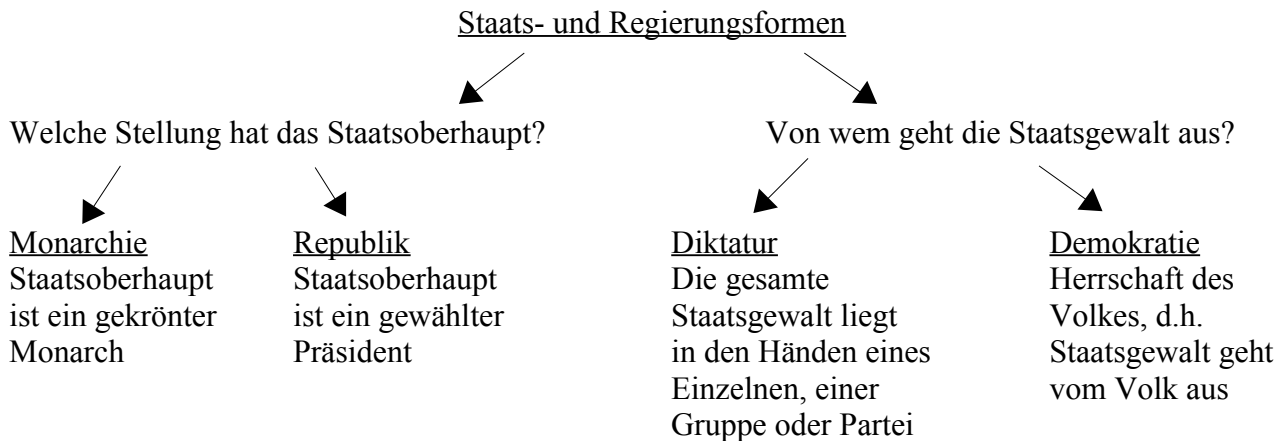 Staats- und Regierungsformen
Welche Stellung hat das Staatsoberhaupt?
Von wem geht die Staatsgewalt aus?
Monarchie
Staatsoberhaupt
ist ein gekrönter
Monarch
Republik
Staatsoberhaupt
ist ein gewählter
Präsident
Diktatur
Die gesamte
Staatsgewalt liegt
in den Händen eines
Einzelnen, einer
Gruppe oder Partei
Demokratie
Herrschaft des
Volkes, d.h.
Staatsgewalt geht
vom Volk aus